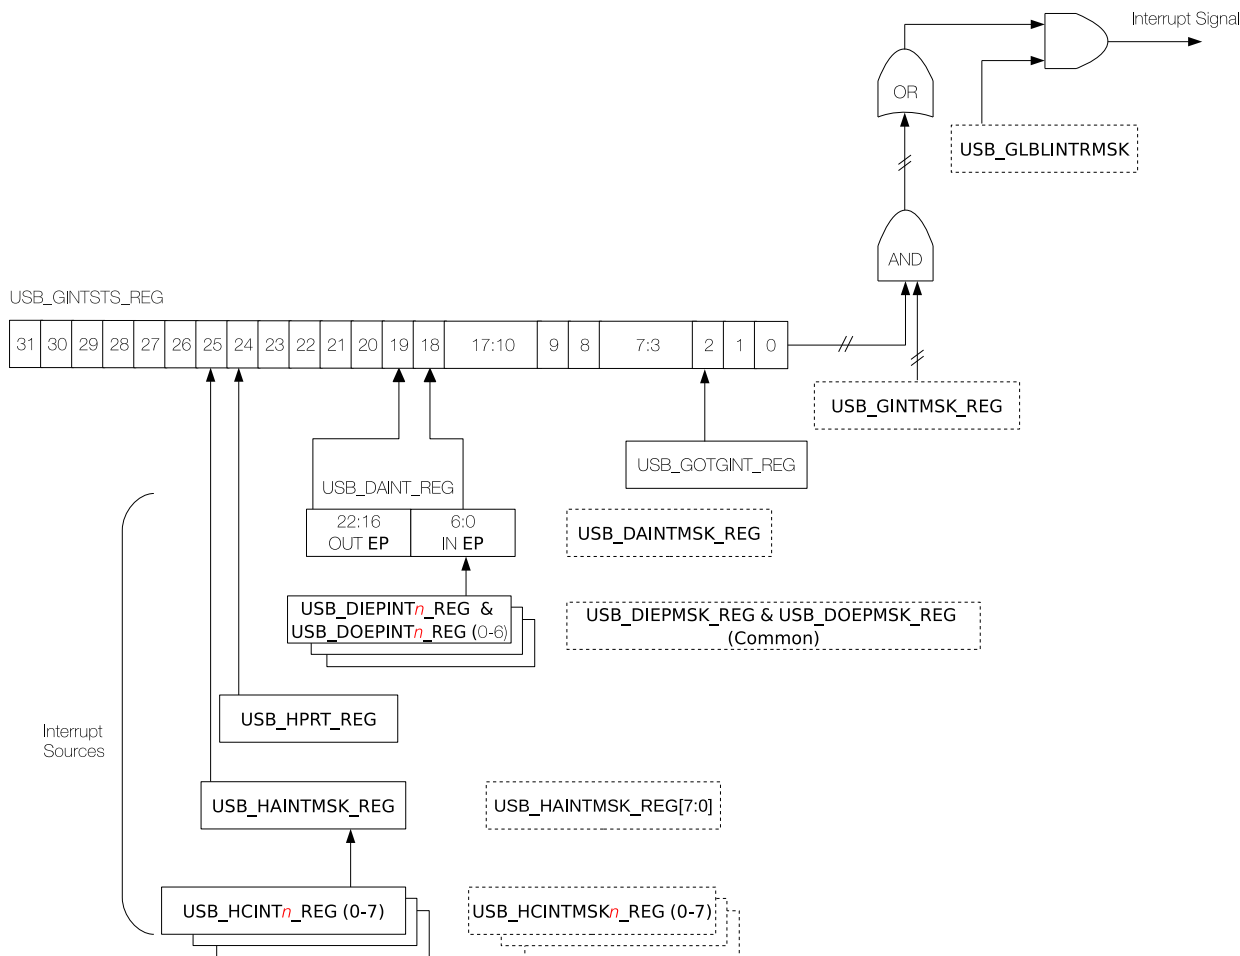 Interrupt Signal
OR
USB_GLBLINTRMSK
AND
USB_GINTSTS_REG
31 30 29 28 27 26 25 24 23 22 21 20 19 18 17:10 9 8 7:3 2 1 0
USB_GINTMSK_REG
USB_GOTGINT_REG
USB_DAINT_REG
22:16 6:0
OUT EP IN EP
USB_DAINTMSK_REG
USB_DIEPINTn_REG &
USB_DOEPINTn_REG (0-6)
USB_DIEPMSK_REG & USB_DOEPMSK_REG
(Common)
USB_HPRT_REG
Interrupt
Sources
USB_HAINTMSK_REG
USB_HAINTMSK_REG[7:0]
USB_HCINTn_REG (0-7)
USB_HCINTMSKn_REG (0-7)